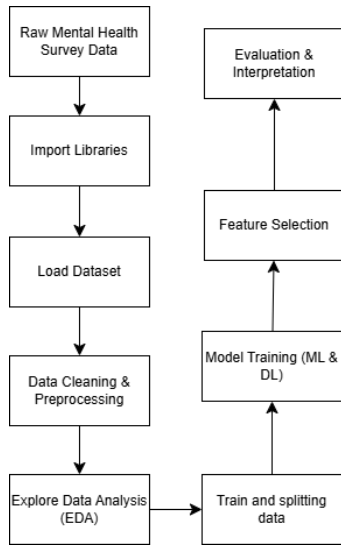 Raw Mental Health
Survey Data
Import Libraries
Load Dataset
Data Cleaning &
Preprocessing
Explore Data Analysis
(EDA)
Train and splitting
data
Model Training (ML &
DL)
Feature Selection
Evaluation &
Interpretation